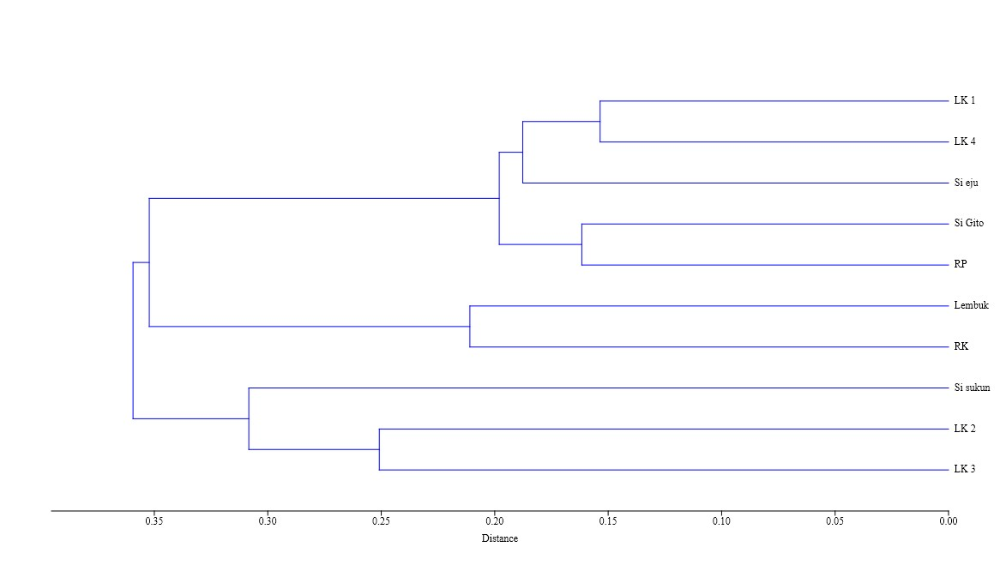 LK 1
LK 4
Si eju
Si Gito
RP
Lembuk
RK
Si sukun
LK 2
LK 3
0.35 0.30 0.25 0.20 0.15 0.10 0.05 0.00
Distance